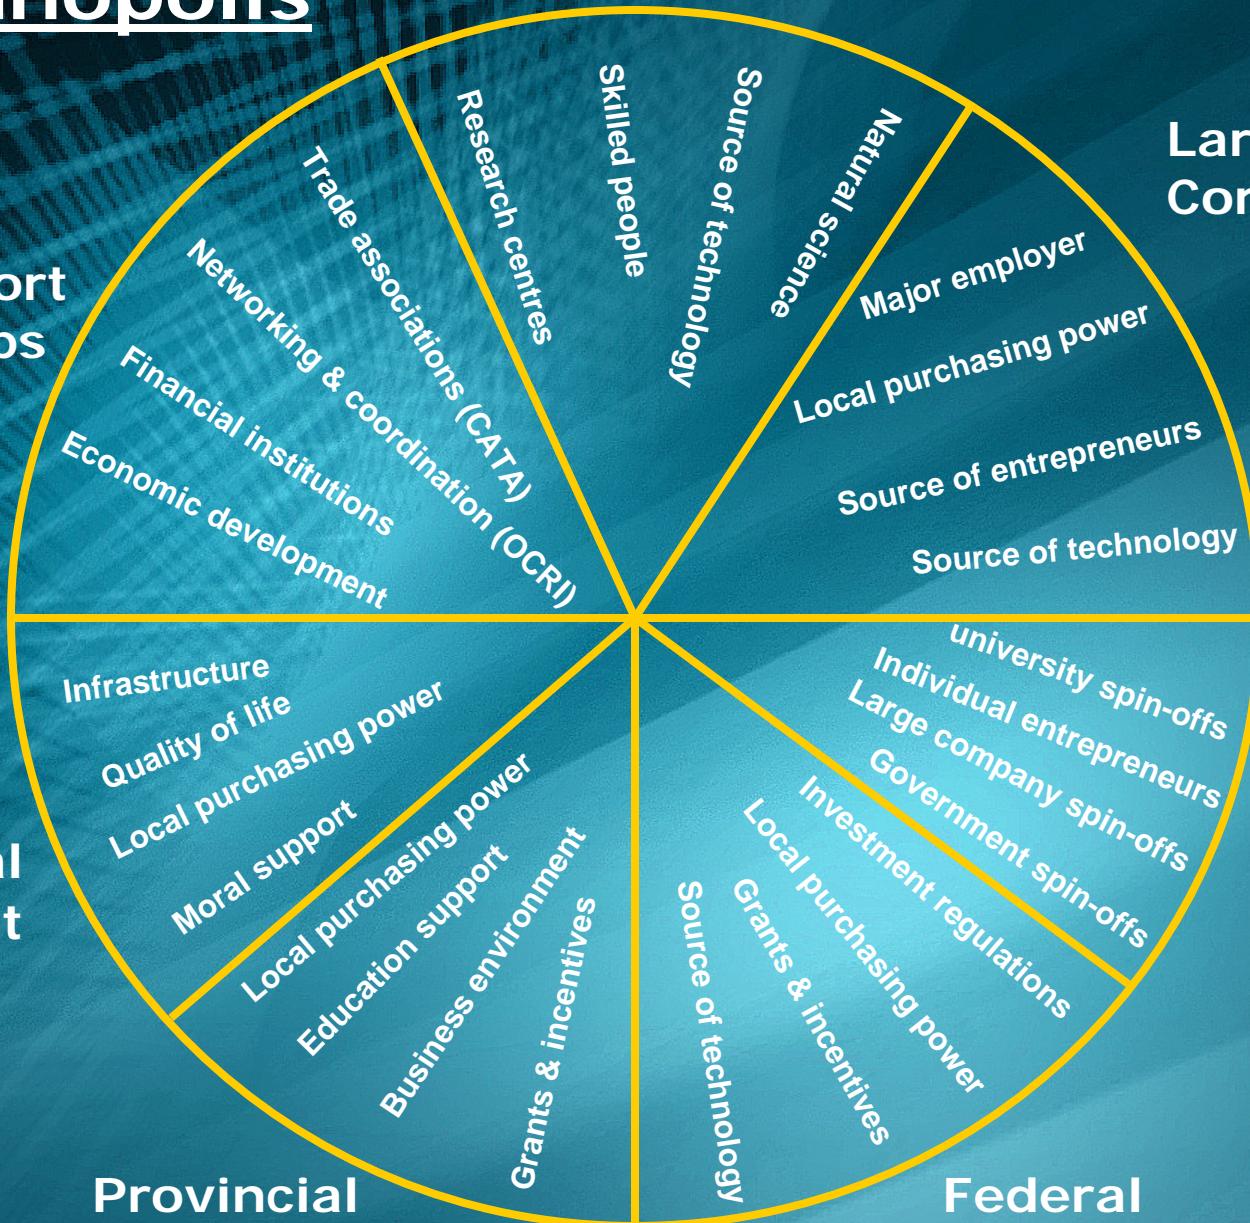 Research centres
Skilled people
Source of technology
Natural science
Major employer
Local purchasing power
Source of entrepreneurs
Source of technology
university spin-offs
Individual entrepreneurs
Large company spin-offs
Government spin-offs
Investment regulations
Local purchasing power
Grants & incentives
Source of technology
Federal
Grants & incentives
Business environment
Education support
Local purchasing power
Provincial
Moral support
Local purchasing power
Quality of life
Infrastructure
Economic development
Financial institutions
Networking & coordination (OCRI)
Trade associations (CATA)